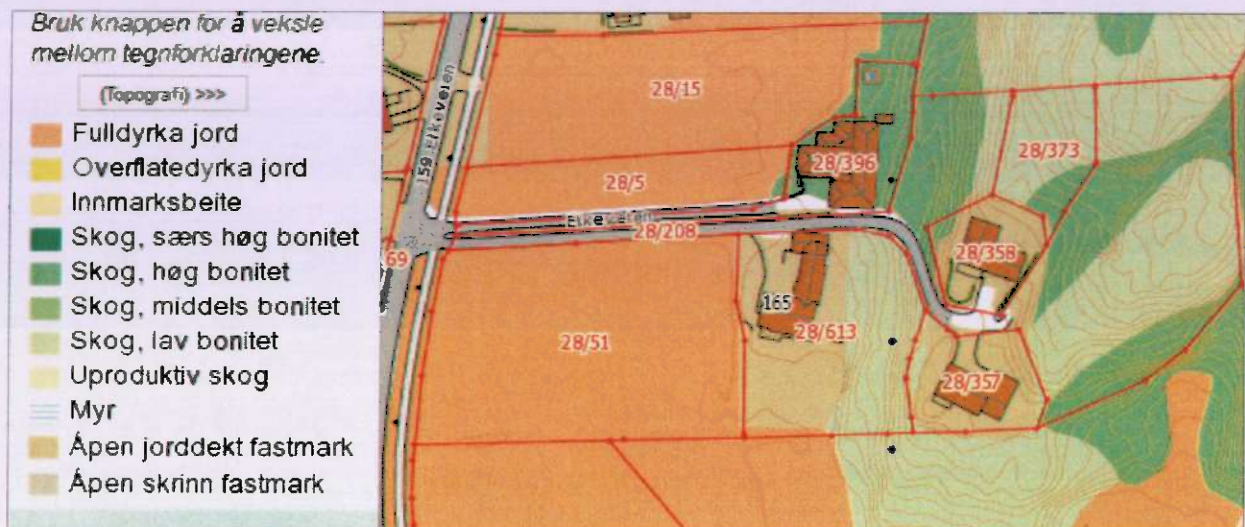 Bruk knappen for å veksle
mellom tegnforklaringene.
(Topografi) >>>
Fulldyrka jord
Overflatedyrka jord
Innmarksbeite
Skog, særs høg bonitet
Skog, høg bonitet
Skog, middels bonitet
Skog, lav bonitet
Uproduktiv skog
Myr
Åpen jorddekt fastmark
Åpen skrinn fastmark
28/15
159 Elkeveien
28/396
28/373
28/5
Elkeveien
28/208
69
28/358
165
28/613
28/51
28/357